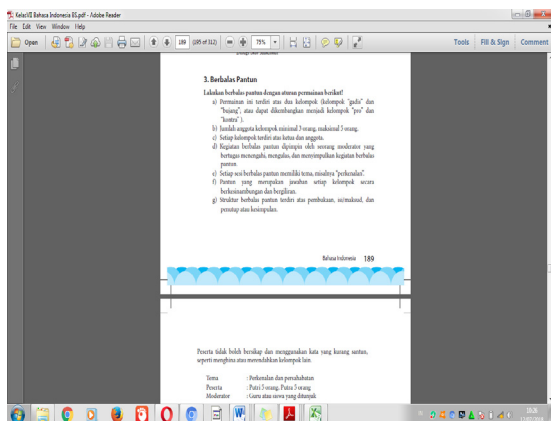 KelasVII Bahasa Indonesia BS.pdf - Adobe Reader
File Edit View Window Help
Open
189
(195 of 312)
75%
Tools
Fill & Sign
Comment
3. Berbalas Pantun
Lakukan berbalas pantun dengan aturan permainan berikut!
a) Permainan ini terdiri atas dua kelompok (kelompok "gadis" dan
"bujang", atau dapat dikembangkan menjadi kelompok "pro" dan
"kontra" ).
b) Jumlah anggota kelompok minimal 3 orang, maksimal 5 orang.
c) Setiap kelompok terdiri atas ketua dan anggota.
d) Kegiatan berbalas pantun dipimpin oleh seorang moderator yang
bertugas menengahi, mengulas, dan menyimpulkan kegiatan berbalas
pantun.
e) Setiap sesi berbalas pantun memiliki tema, misalnya "perkenalan".
f) Pantun yang merupakan jawaban setiap kelompok secara
berkesinambungan dan bergiliran.
g) Struktur berbalas pantun terdiri atas pembukaan, isi/maksud, dan
penutup atau kesimpulan.
Bahasa Indonesia 189
Peserta tidak boleh bersikap dan menggunakan kata yang kurang santun,
seperti menghina atau merendahkan kelompok lain
Tema : Perkenalan dan persahabatan
Peserta : Putri 5 orang, Putra 5 orang
Moderator : Guru atau siswa yang ditunjuk